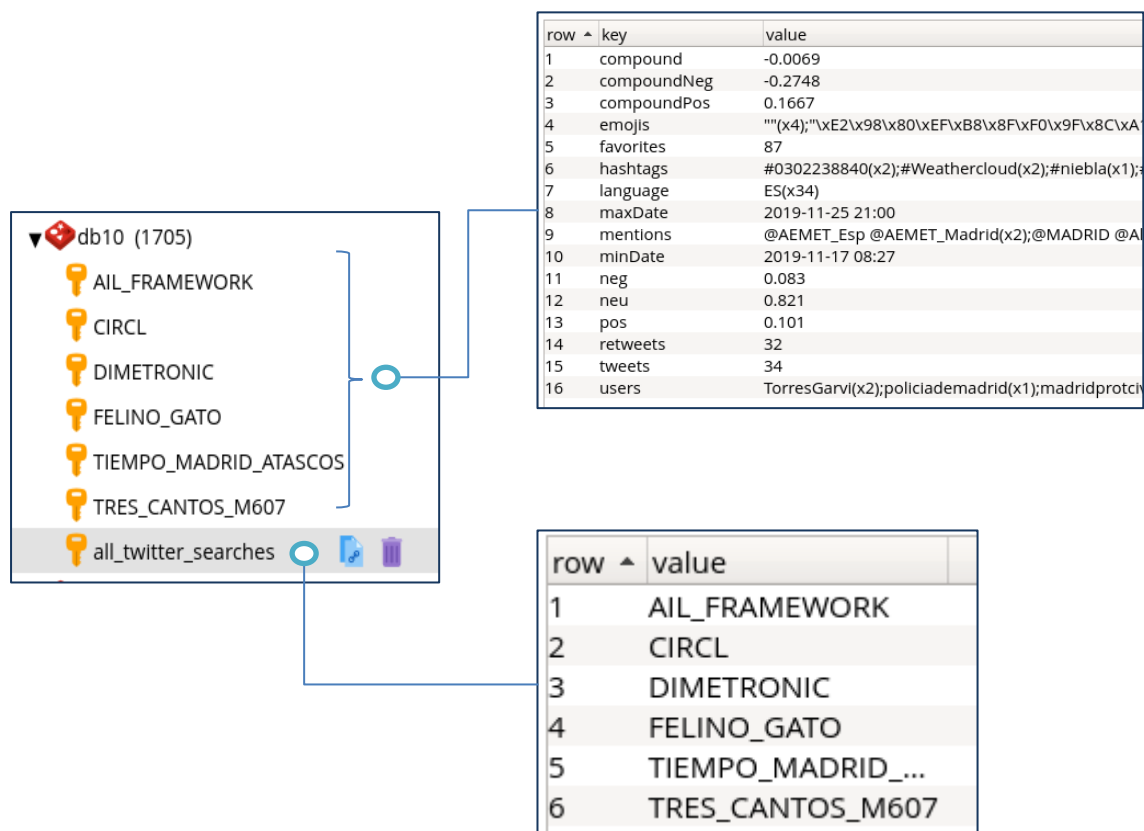 row key value
1 compound -0.0069
2 compoundNeg -0.2748
3 compoundPos 0.1667
4 emojis ""(x4);"\xE2\x98\x80\xEF\xB8\x8F\xF0\x9F\x8C\xA
5 favorites 87
6 hashtags #0302238840(x2);#Weathercloud(x2);#niebla(x1);
7 language ES(x34)
8 maxDate 2019-11-25 21:00
9 mentions @AEMET_Esp @AEMET_Madrid(x2);@MADRID
10 minDate 2019-11-17 08:27
11 neg 0.083
12 neu 0.821
13 pos 0.101
14 retweets 32
15 tweets 34
16 users TorresGarvi(x2);policiademadrid(x1);madridprotci
db10 (1705)
AIL_FRAMEWORK
CIRCL
DIMETRONIC
FELINO_GATO
TIEMPO_MADRID_ATASCOS
TRES_CANTOS_M607
all_twitter_searches
row value
1 AIL_FRAMEWORK
2 CIRCL
3 DIMETRONIC
4 FELINO_GATO
5 TIEMPO_MADRID_...
6 TRES_CANTOS_M607